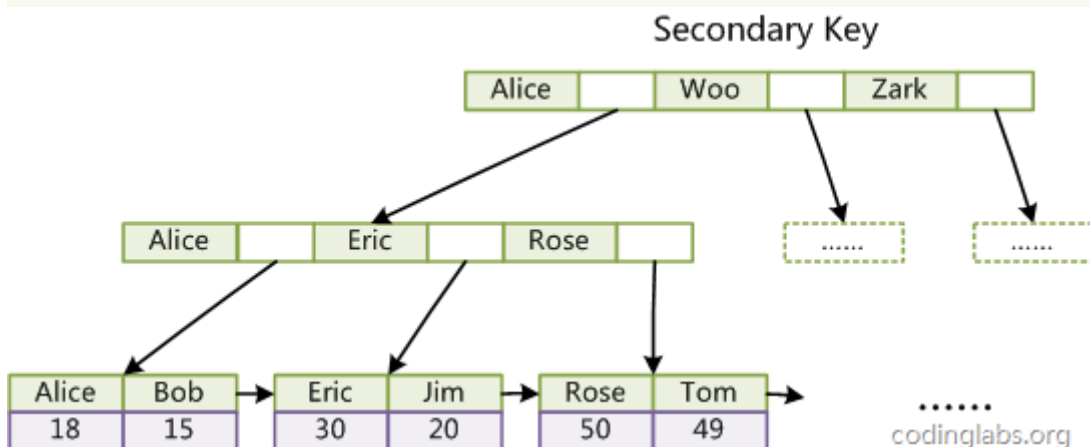 Secondary Key
Alice Woo Zark
Alice Eric Rose
...... ......
Alice Bob Eric Jim Rose Tom
18 15 30 20 50 49
......
codinglabs.org